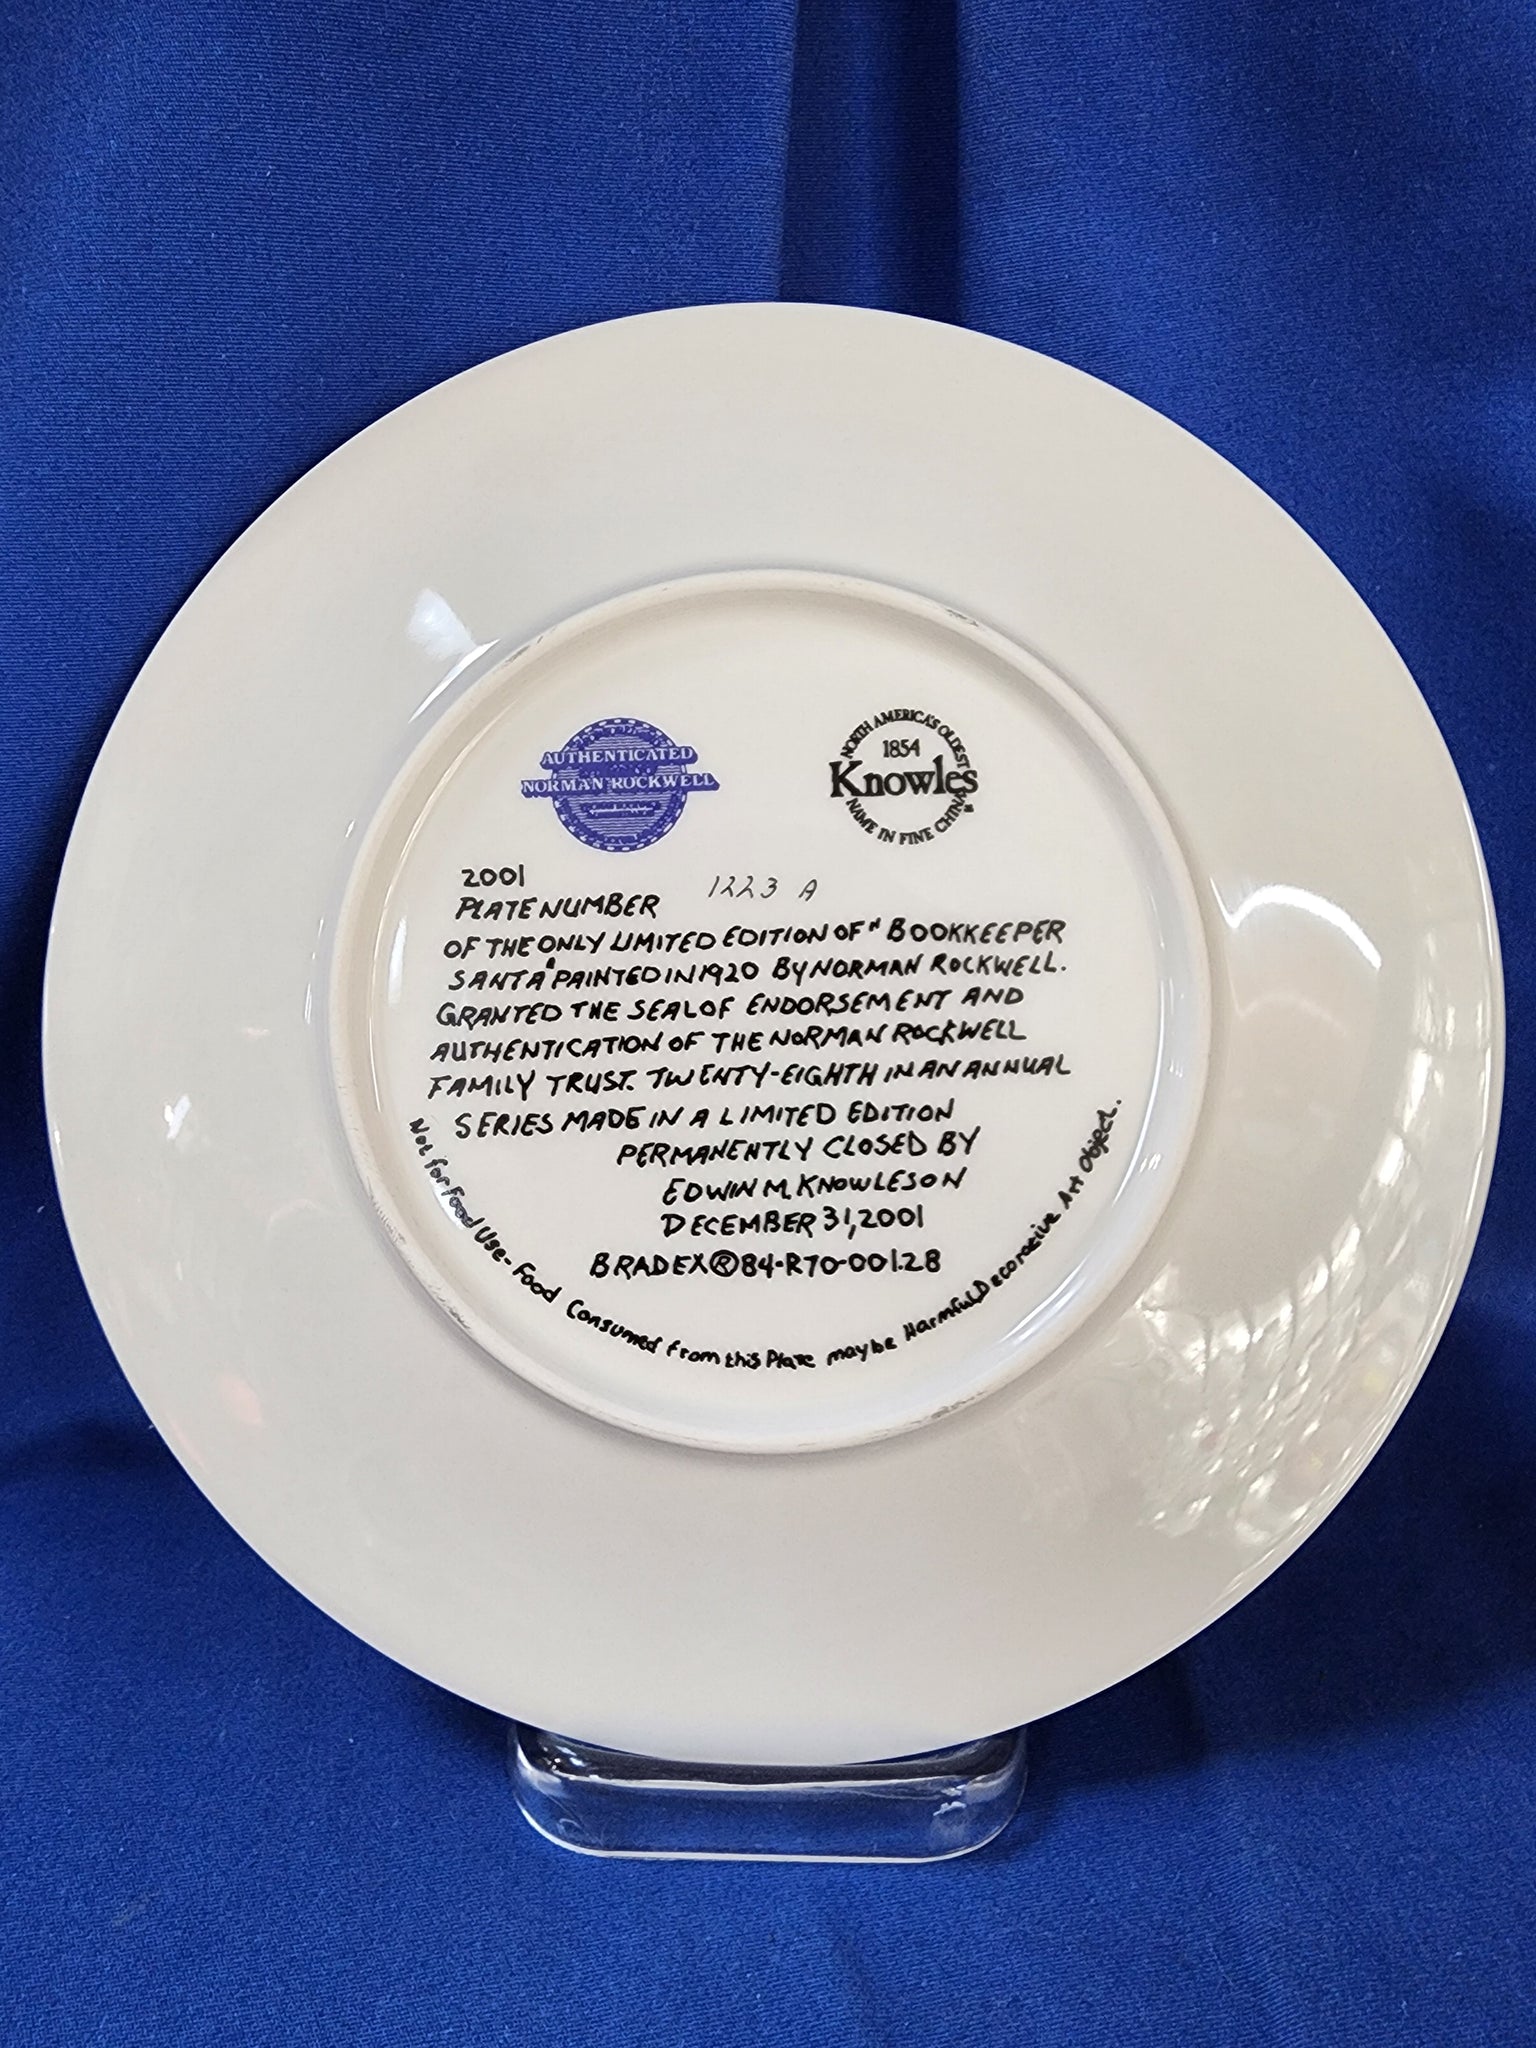 AUTHENTICATED
NORMAN ROCKWELL
NORTH AMERICA'S OLDEST
1854
Knowles
NAME IN FINE CHINA
2001
PLATE NUMBER 1223 A
OF THE ONLY LIMITED EDITION OF "BOOKKEEPER
SANTA" PAINTED IN 1920 BY NORMAN ROCKWELL.
GRANTED THE SEAL OF ENDORSEMENT AND
AUTHENTICATION OF THE NORMAN ROCKWELL
FAMILY TRUST. TWENTY-EIGHTH IN AN ANNUAL
SERIES MADE IN A LIMITED EDITION
PERMANENTLY CLOSED BY
EDWIN M. KNOWLES ON
DECEMBER 31, 2001
BRADEX®84-R70-001.28
Not for Food Use - Food Consumed from this Plate may be Harmful, Decorative Art Object.